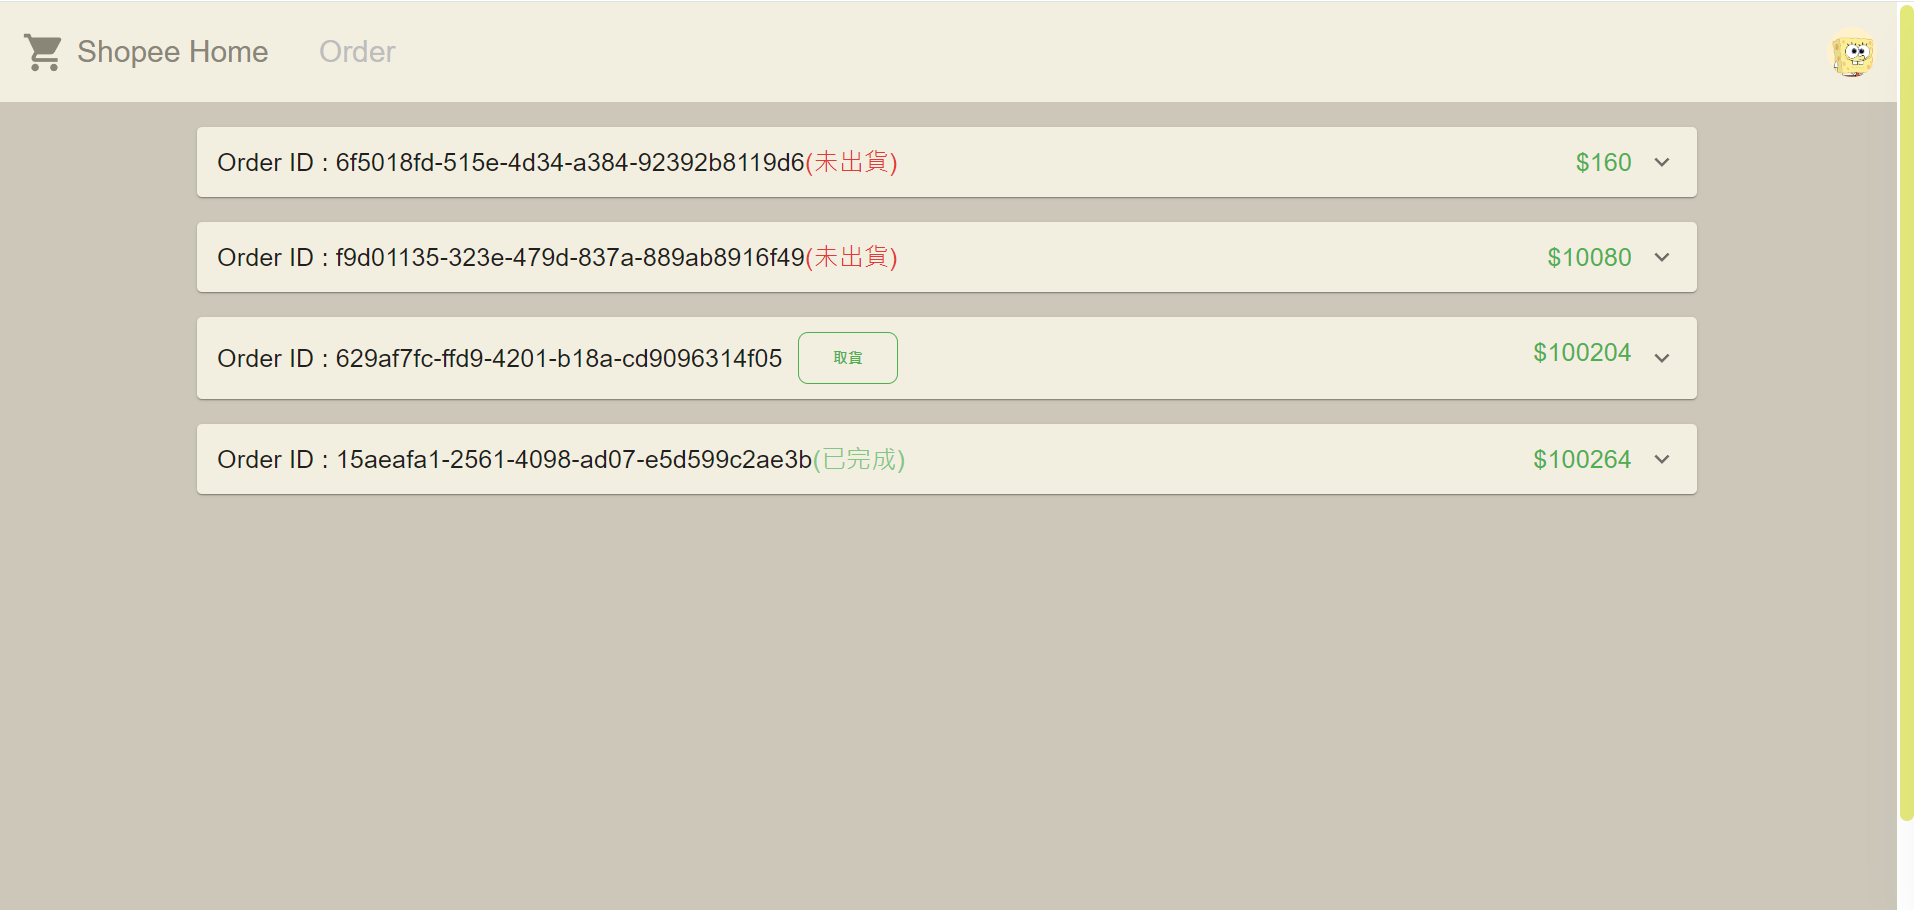 Shopee Home Order
Order ID : 6f5018fd-515e-4d34-a384-92392b8119d6(未出貨) $160
Order ID : f9d01135-323e-479d-837a-889ab8916f49(未出貨) $10080
Order ID : 629af7fc-ffd9-4201-b18a-cd9096314f05 取貨 $100204
Order ID : 15aeafa1-2561-4098-ad07-e5d599c2ae3b(已完成) $100264